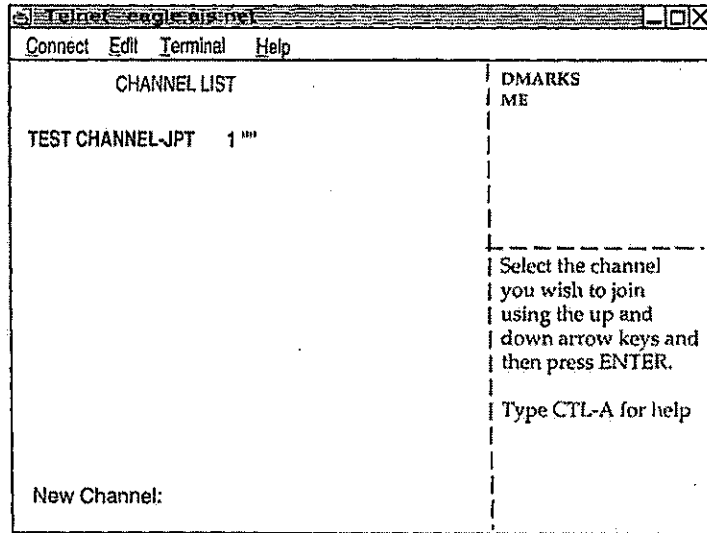 Telnet-eagle.ais.net
Connect Edit Terminal Help
CHANNEL LIST
TEST CHANNEL-JPT 1 ""
New Channel:
DMARKS
ME
Select the channel
you wish to join
using the up and
down arrow keys and
then press ENTER.
Type CTL-A for help